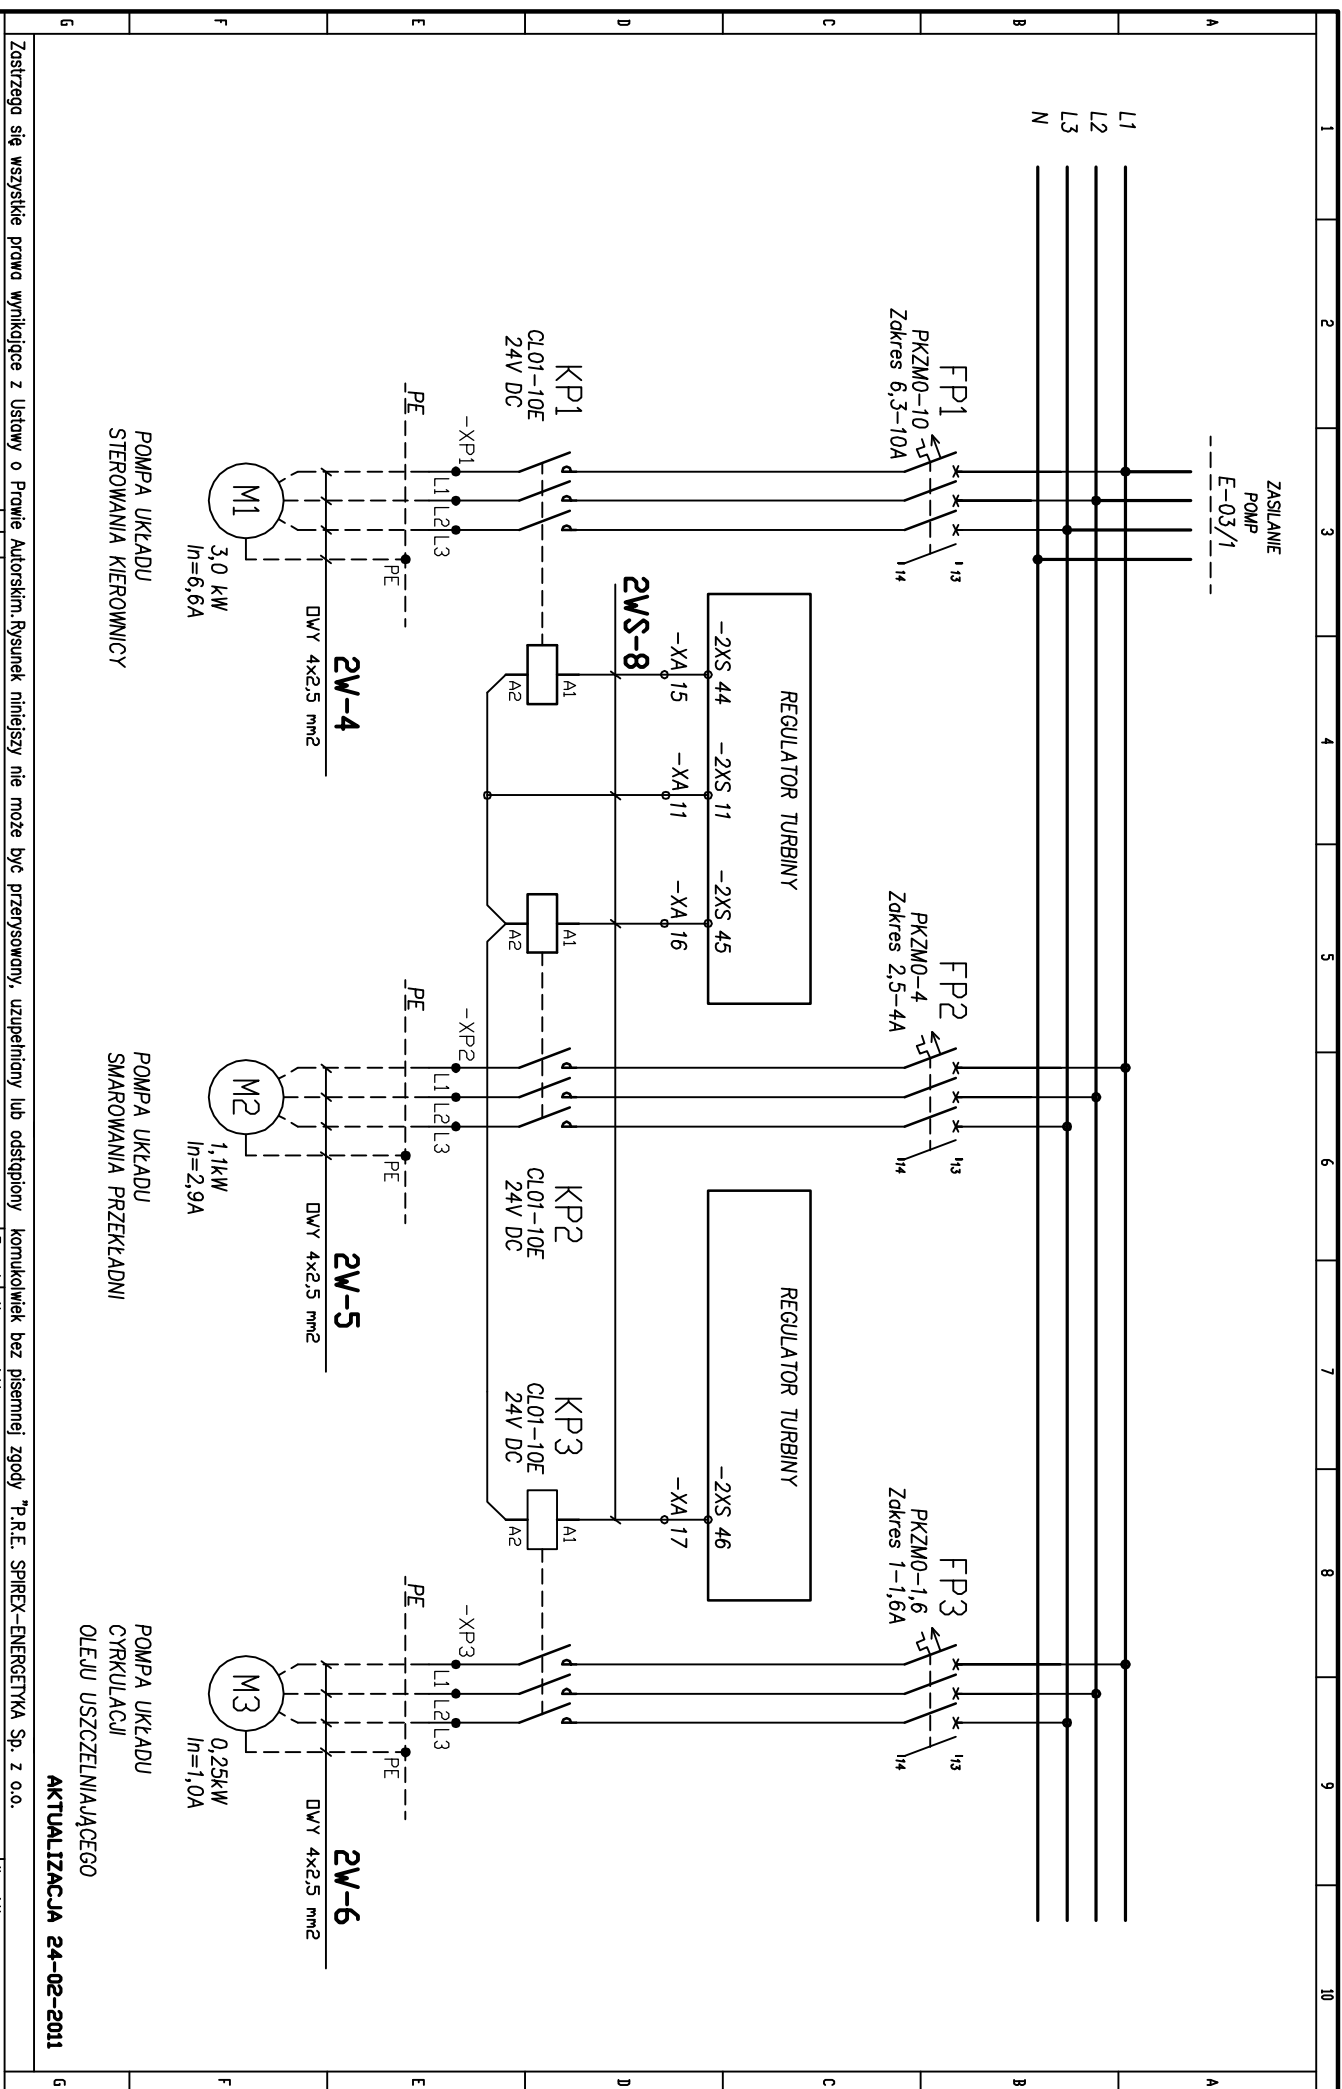 1 2 3 4 5 6 7 8 9 10
A
B
C
D
E
F
G
A
B
C
D
E
F
G
ZASILANIE
POMP
E-03/1
L1
L2
L3
N
FP1
PKZM0-10
Zakres 6,3-10A
13
14
FP2
PKZM0-4
Zakres 2,5-4A
13
14
FP3
PKZM0-1,6
Zakres 1-1,6A
13
14
REGULATOR TURBINY
-2XS 44
-2XS 11
-2XS 45
-XA 15
-XA 11
-XA 16
REGULATOR TURBINY
-2XS 46
-XA 17
2WS-8
KP1
CL01-10E
24V DC
A1
A2
A1
A2
KP2
CL01-10E
24V DC
KP3
CL01-10E
24V DC
A1
A2
-XP1
L1 L2 L3
PE
PE
-XP2
L1 L2 L3
PE
PE
-XP3
L1 L2 L3
PE
PE
2W-4
OWY 4x2,5 mm2
2W-5
OWY 4x2,5 mm2
2W-6
OWY 4x2,5 mm2
M1
3,0 kW
In=6,6A
M2
1,1kW
In=2,9A
M3
0,25kW
In=1,0A
POMPA UKŁADU
STEROWANIA KIEROWNICY
POMPA UKŁADU
SMAROWANIA PRZEKŁADNI
POMPA UKŁADU
CYRKULACJI
OLEJU USZCZELNIAJĄCEGO
AKTUALIZACJA 24-02-2011
Zastrzega się wszystkie prawa wynikające z Ustawy o Prawie Autorskim.Rysunek niniejszy nie może być przerysowany, uzupełniany lub odstąpiony komukolwiek bez pisemnej zgody "P.R.E. SPIREX-ENERGETYKA Sp. z o.o.